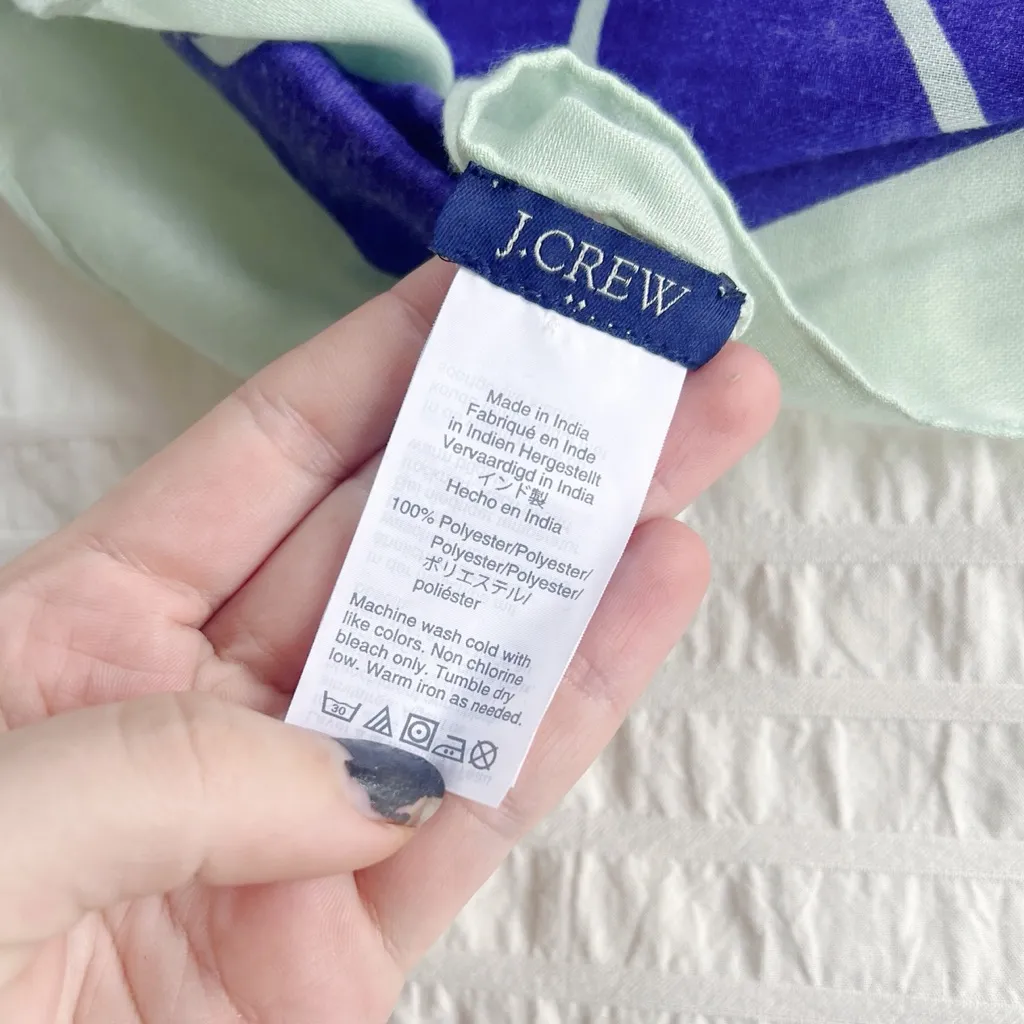 J.CREW
Made in India
Fabriqué en Inde
in Indien Hergestellt
Vervaardigd in India
インド製
Hecho en India
100% Polyester/Polyester/
Polyester/Polyester/
ポリエステル/
poliéster
Machine wash cold with
like colors. Non chlorine
bleach only. Tumble dry
low. Warm iron as needed.
30